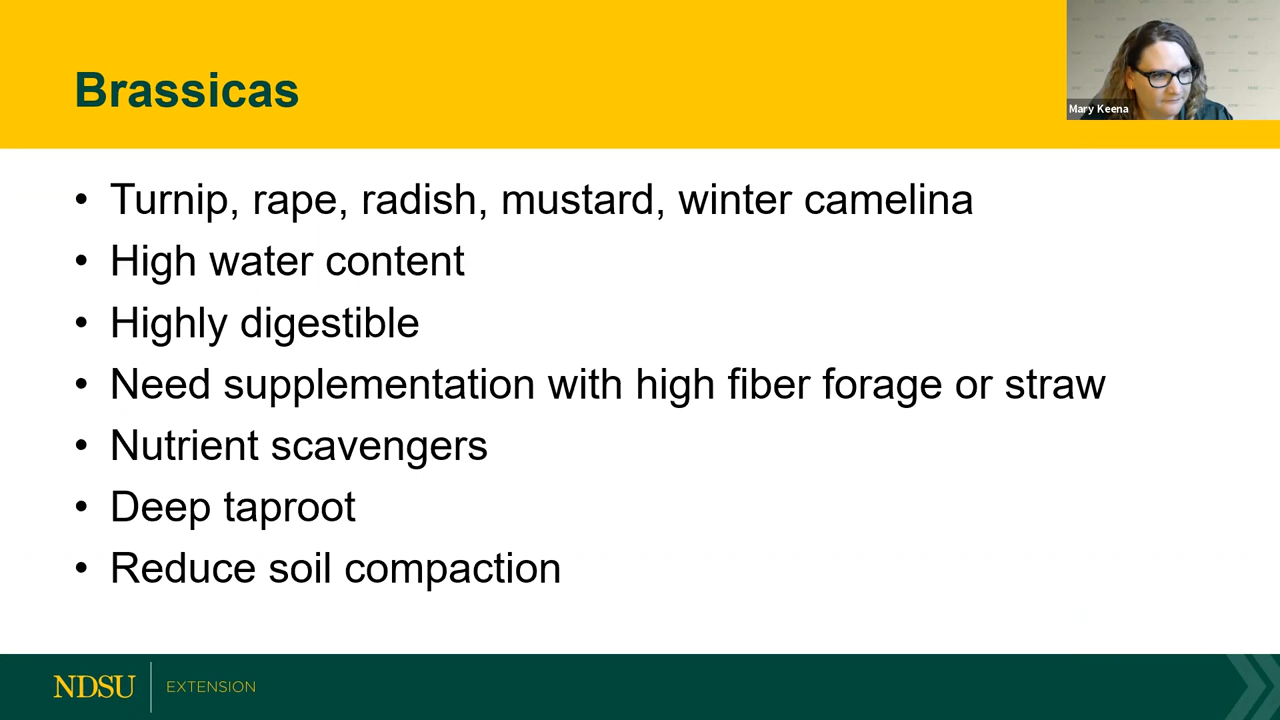 Brassicas
Mary Keena
• Turnip, rape, radish, mustard, winter camelina
• High water content
• Highly digestible
• Need supplementation with high fiber forage or straw
• Nutrient scavengers
• Deep taproot
• Reduce soil compaction
NDSU EXTENSION